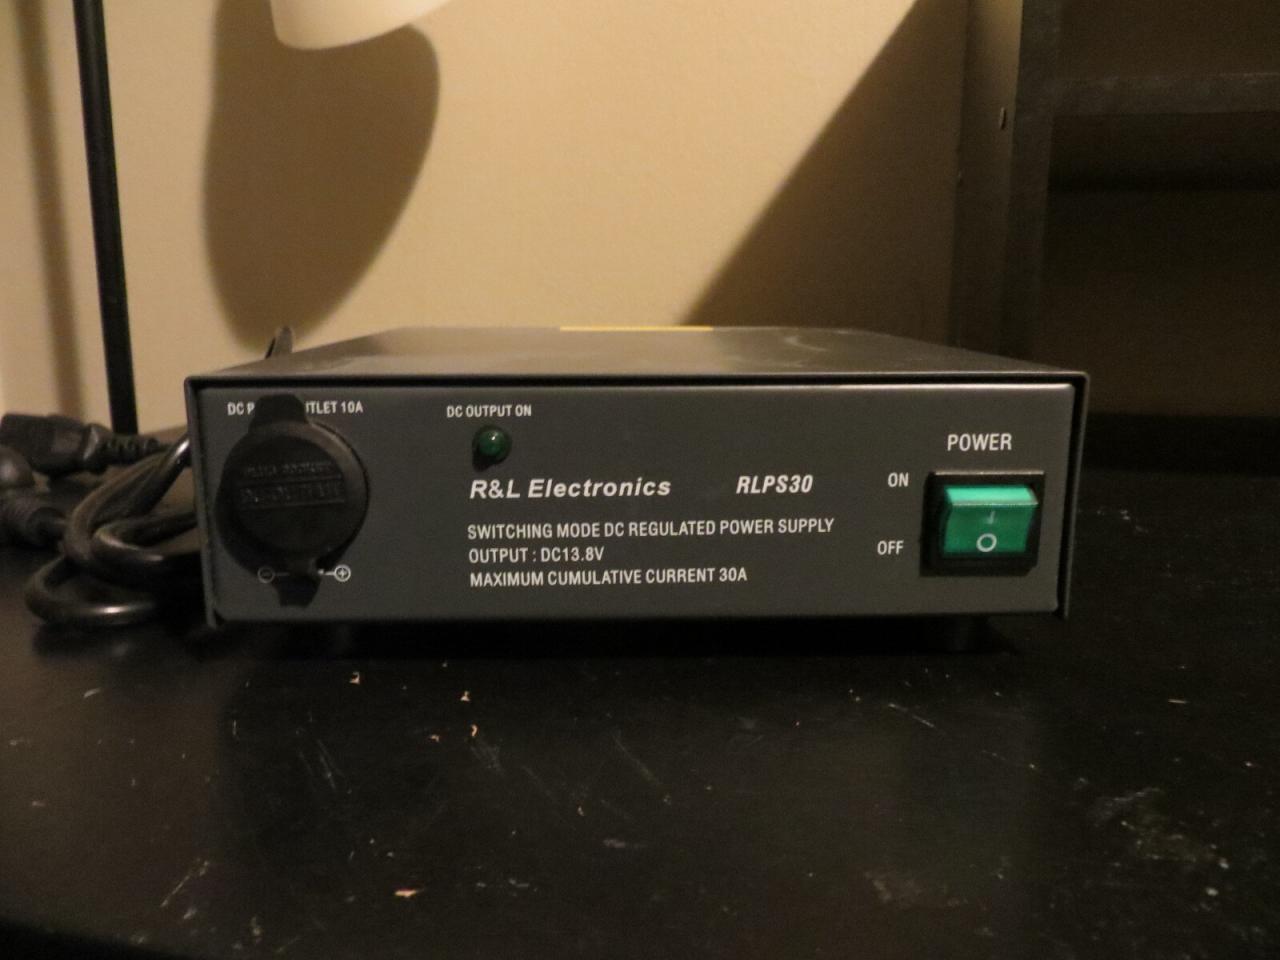 DC OUTLET 10A
DC OUTPUT ON
R&L Electronics RLPS30
SWITCHING MODE DC REGULATED POWER SUPPLY
OUTPUT : DC13.8V
MAXIMUM CUMULATIVE CURRENT 30A
POWER
ON
OFF